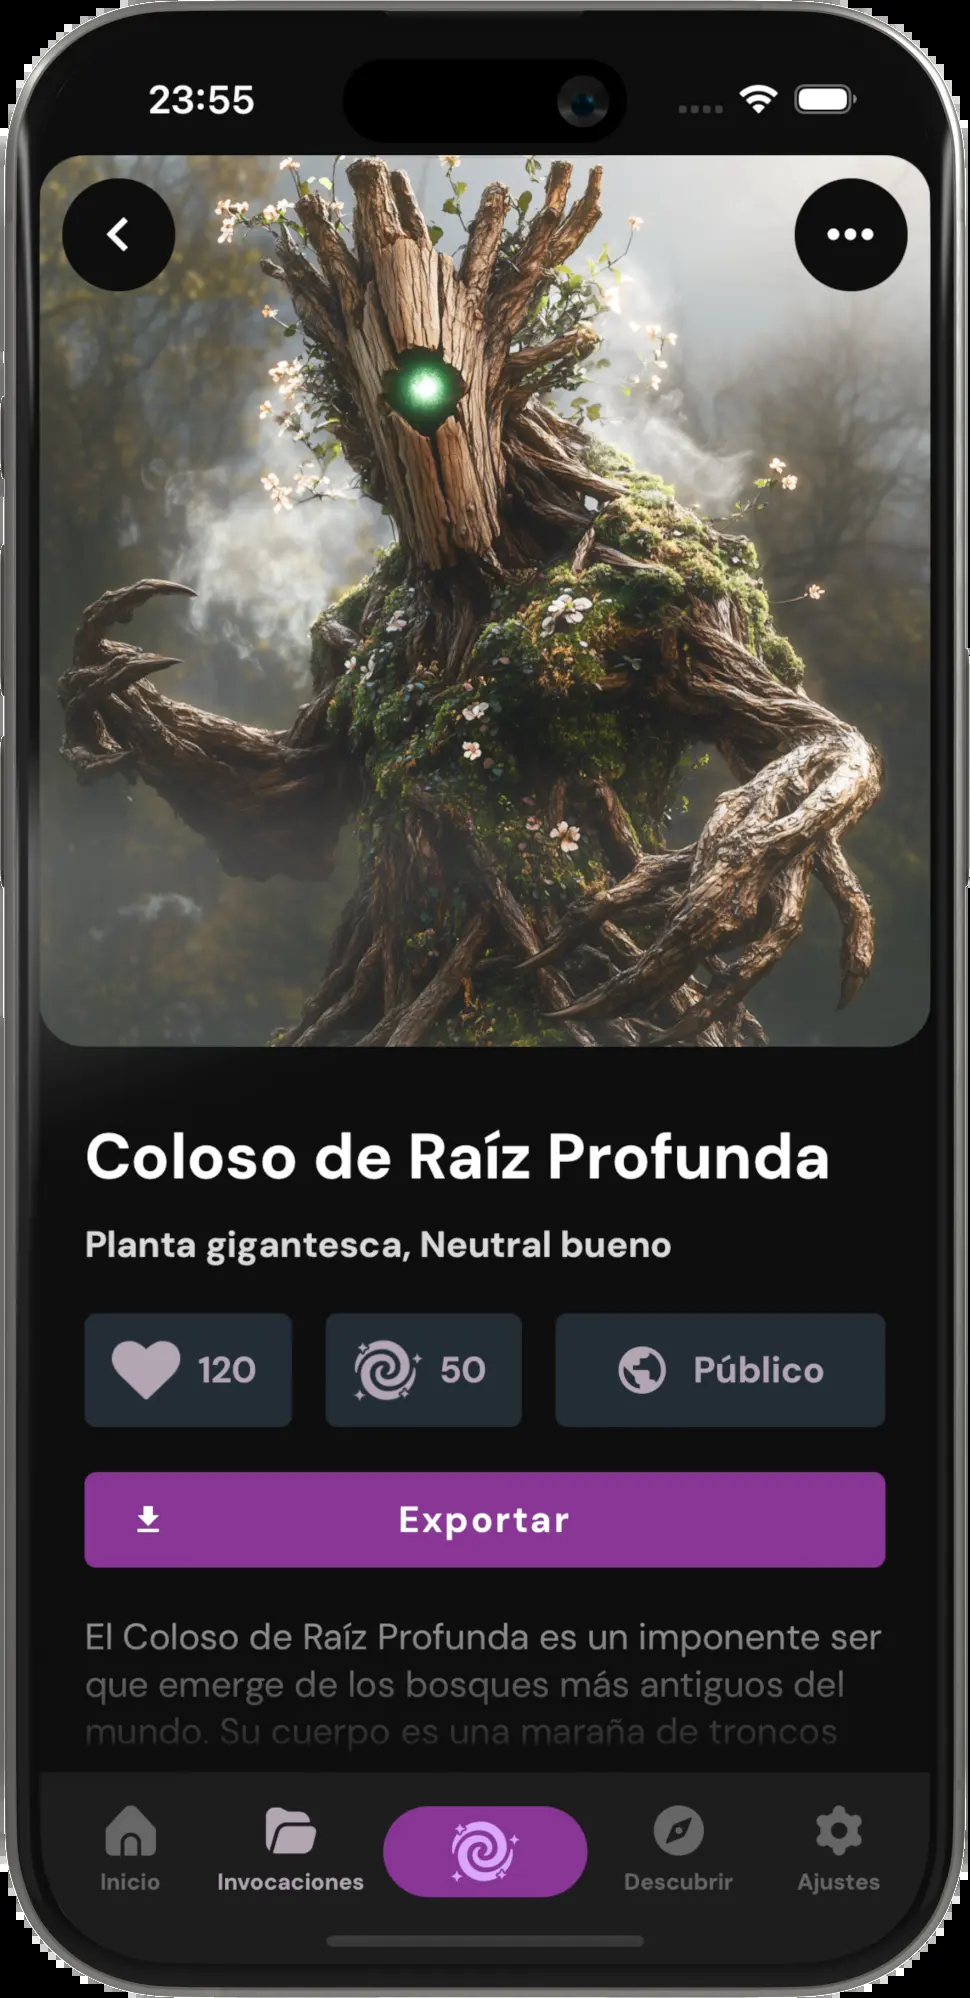 23:55
Coloso de Raíz Profunda
Planta gigantesca, Neutral bueno
120
50
Público
Exportar
El Coloso de Raíz Profunda es un imponente ser
que emerge de los bosques más antiguos del
mundo. Su cuerpo es una maraña de troncos
Inicio
Invocaciones
Descubrir
Ajustes